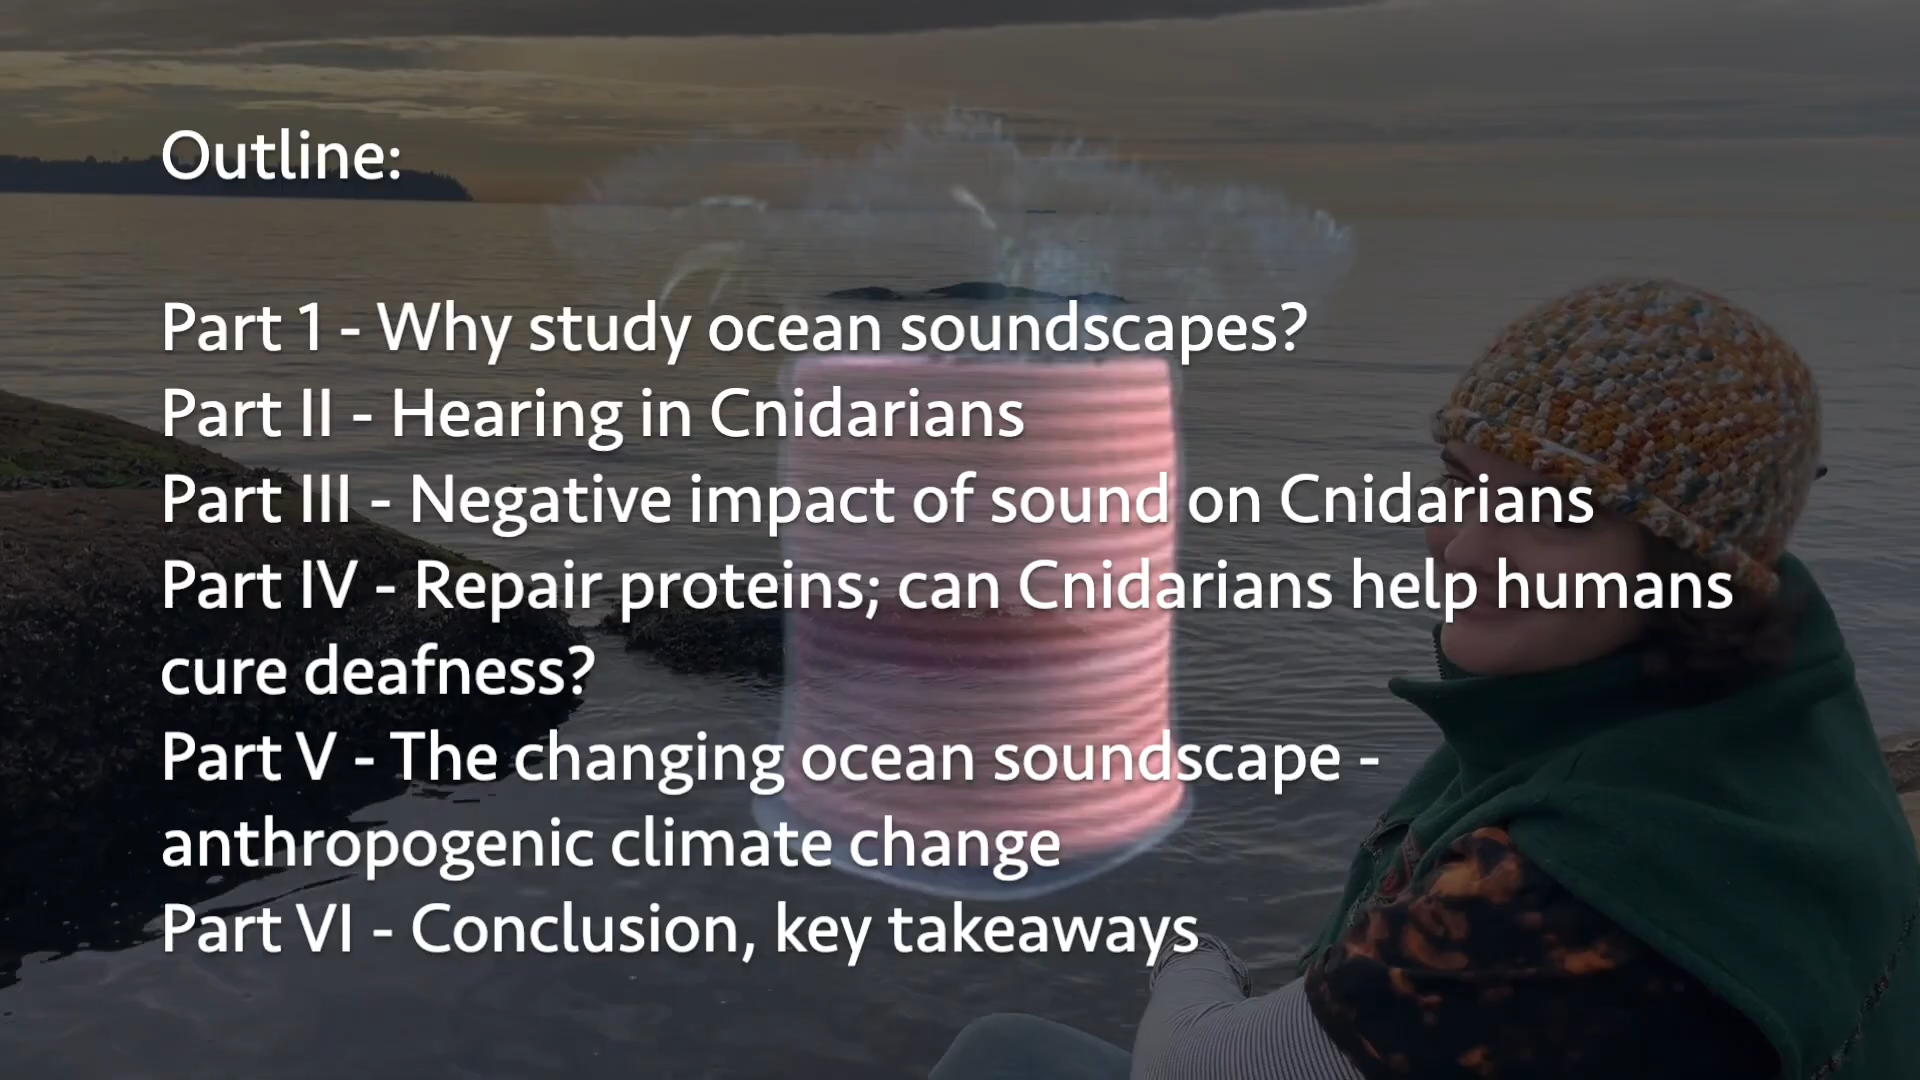 Outline:
Part 1 - Why study ocean soundscapes?
Part II - Hearing in Cnidarians
Part III - Negative impact of sound on Cnidarians
Part IV - Repair proteins; can Cnidarians help humans
cure deafness?
Part V - The changing ocean soundscape -
anthropogenic climate change
Part VI - Conclusion, key takeaways